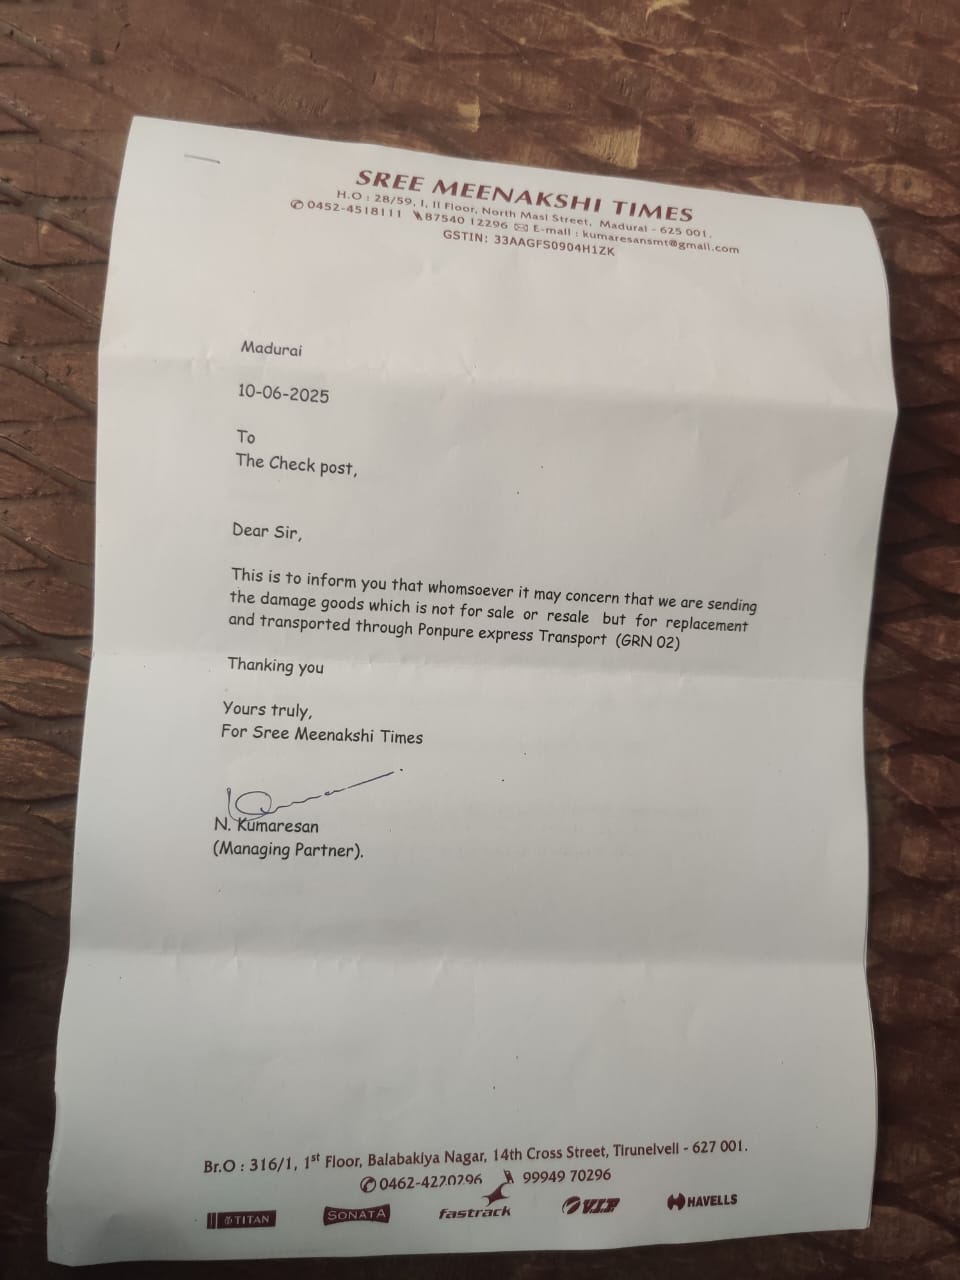 SREE MEENAKSHI TIMES
H.O : 28/59, I, II Floor, North Masi Street, Madurai - 625 001.
✆ 0452-4518111 87540 12296 ✉ E-mail : kumaresansmt@gmail.com
GSTIN: 33AAGFS0904H1ZK
Madurai
10-06-2025
To
The Check post,
Dear Sir,
This is to inform you that whomsoever it may concern that we are sending
the damage goods which is not for sale or resale but for replacement
and transported through Ponpure express Transport (GRN 02)
Thanking you
Yours truly,
For Sree Meenakshi Times
N. Kumaresan
(Managing Partner).
Br.O : 316/1, 1st Floor, Balabakiya Nagar, 14th Cross Street, Tirunelveli - 627 001.
✆ 0462-4220296 99949 70296
TITAN SONATA fastrack V.I.P HAVELLS